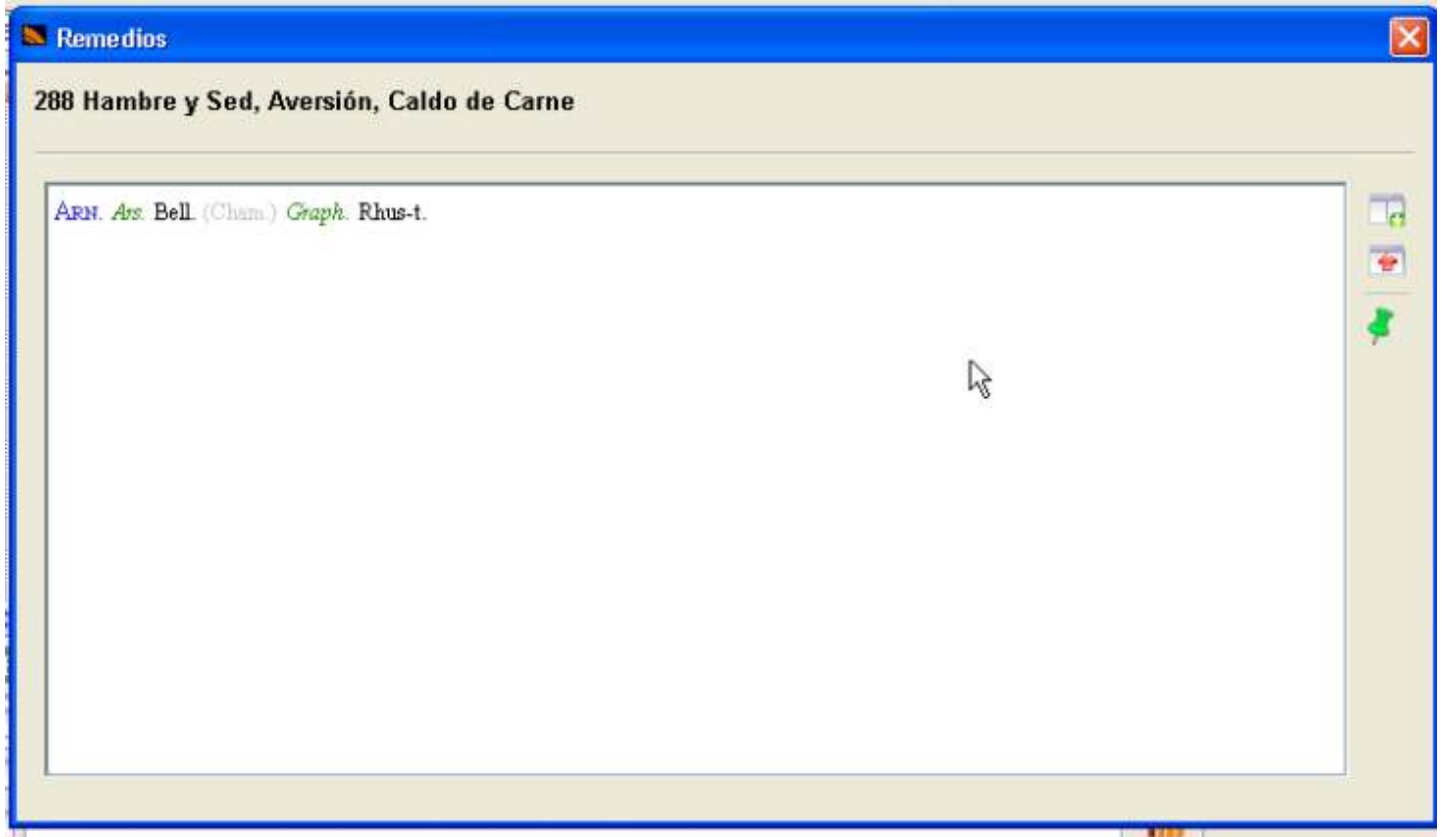 Remedios
288 Hambre y Sed, Aversión, Caldo de Carne
ARN. Ars. Bell. (Cham.) Graph. Rhus-t.